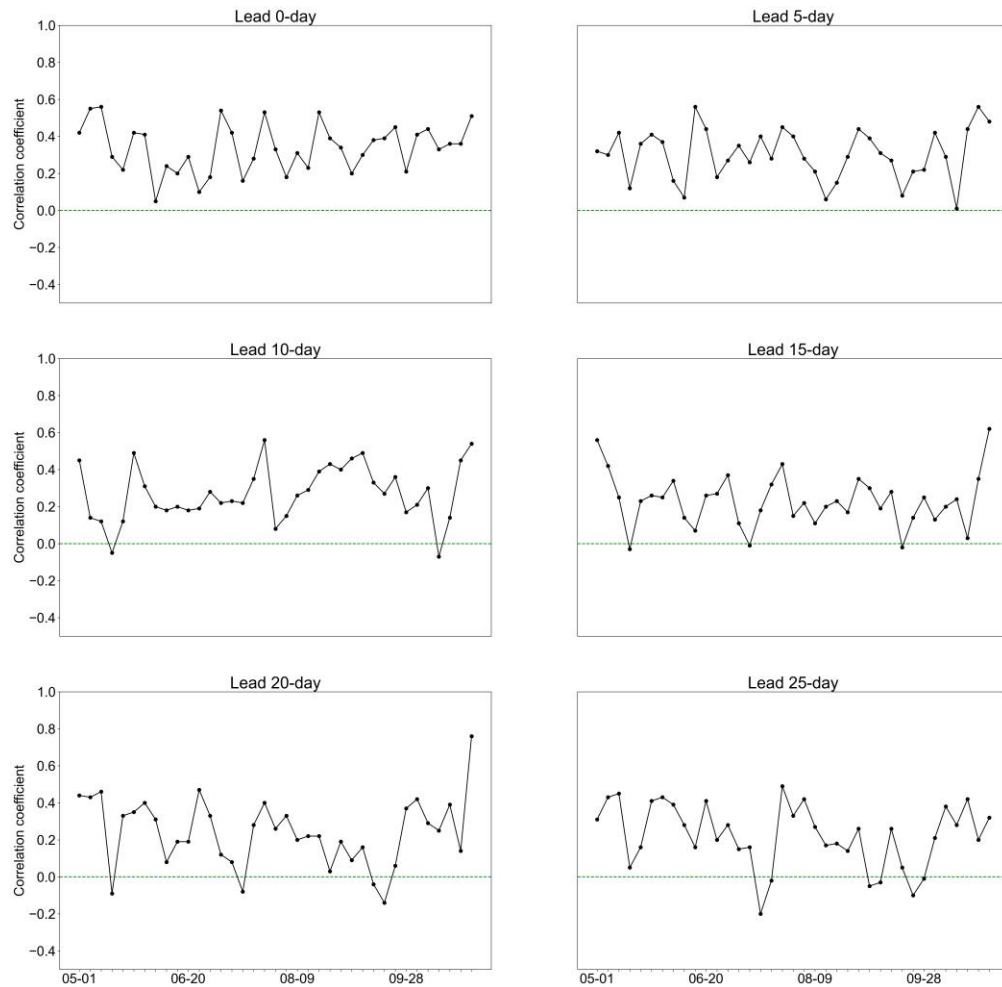 Lead 0-day
Lead 5-day
1.0
0.8
0.6
0.4
0.2
0.0
−0.2
−0.4
Correlation coefficient
Lead 10-day
Lead 15-day
1.0
0.8
0.6
0.4
0.2
0.0
−0.2
−0.4
Correlation coefficient
Lead 20-day
Lead 25-day
1.0
0.8
0.6
0.4
0.2
0.0
−0.2
−0.4
Correlation coefficient
05-01 06-20 08-09 09-28
05-01 06-20 08-09 09-28